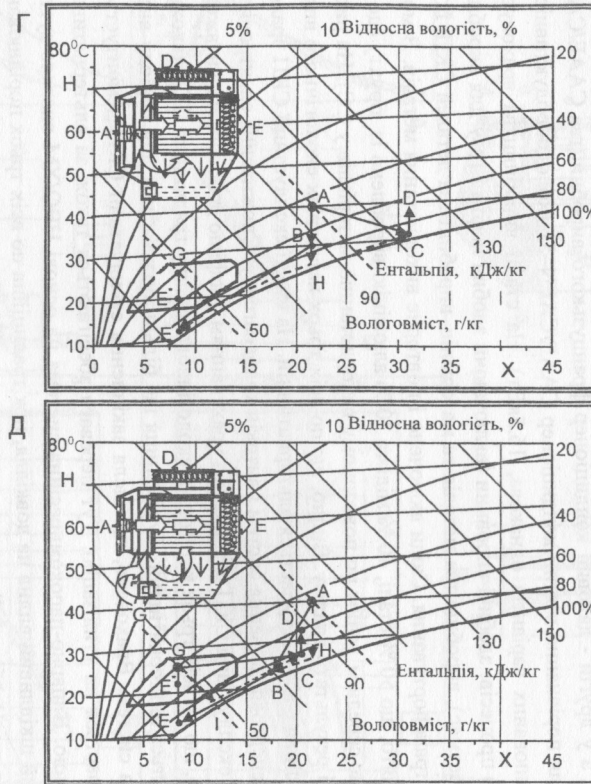 Г
5% 10 Відносна вологість, %
80°C
H
60
50
40
30
20
10
20
40
60
80
100%
150
130
90
50
A
D
E
A
B
H
C
D
G
E
E
Ентальпія, кДж/кг
Вологовміст, г/кг
0 5 10 15 20 25 30 35 X 45
Д
5% 10 Відносна вологість, %
80°C
H
60
50
40
30
20
10
20
40
60
80
100%
150
130
90
50
A
D
E
G
G
E
E
I
A
D
H
B
C
Ентальпія, кДж/кг
Вологовміст, г/кг
0 5 10 15 20 25 30 35 X 45